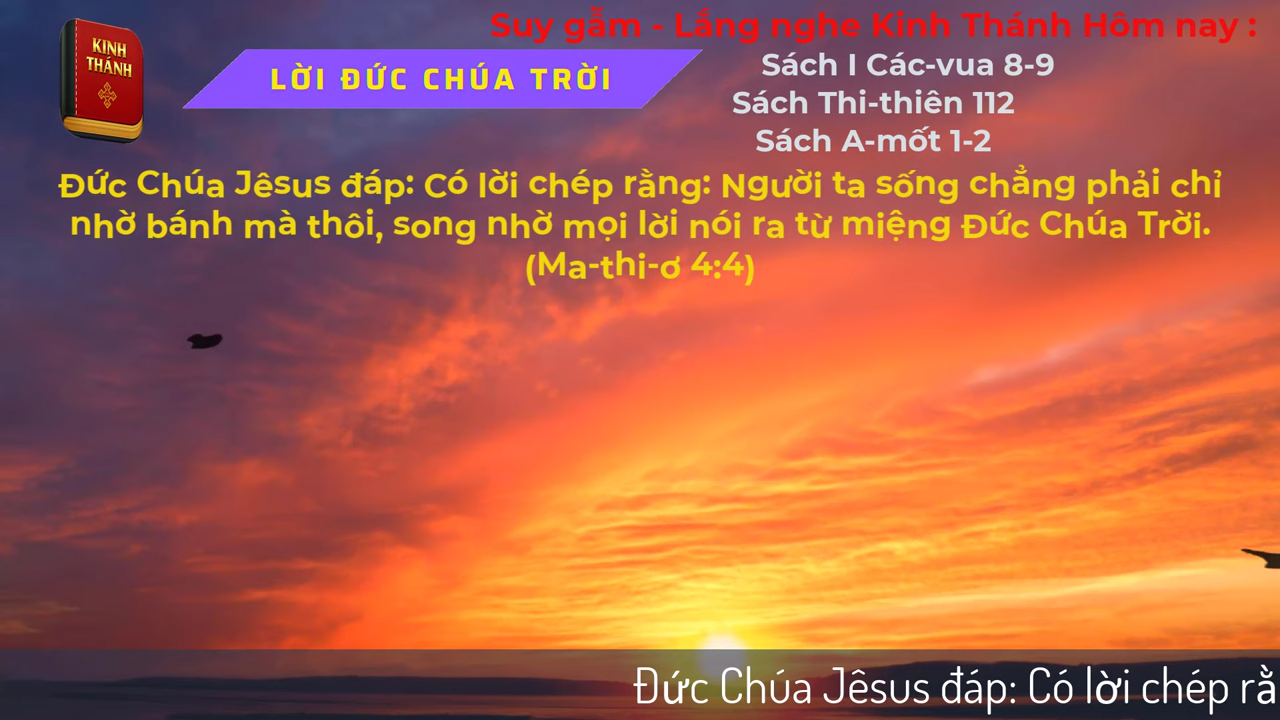 Suy gẫm - Lắng nghe Kinh Thánh Hôm nay :
KINH
THÁNH
LỜI ĐỨC CHÚA TRỜI
Sách I Các-vua 8-9
Sách Thi-thiên 112
Sách A-mốt 1-2
Đức Chúa Jêsus đáp: Có lời chép rằng: Người ta sống chẳng phải chỉ
nhờ bánh mà thôi, song nhờ mọi lời nói ra từ miệng Đức Chúa Trời.
(Ma-thi-ơ 4:4)
Đức Chúa Jêsus đáp: Có lời chép rằ